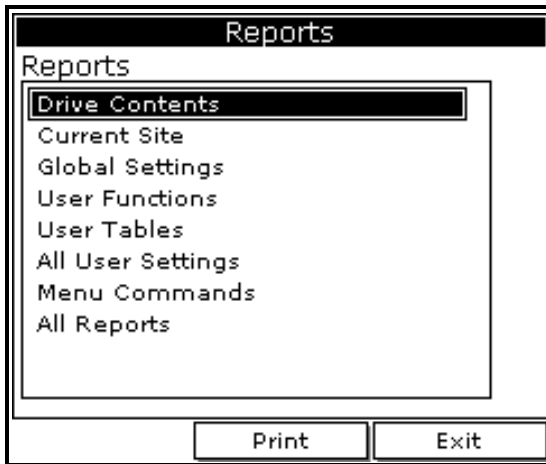 Reports
Reports
Drive Contents
Current Site
Global Settings
User Functions
User Tables
All User Settings
Menu Commands
All Reports
Print Exit